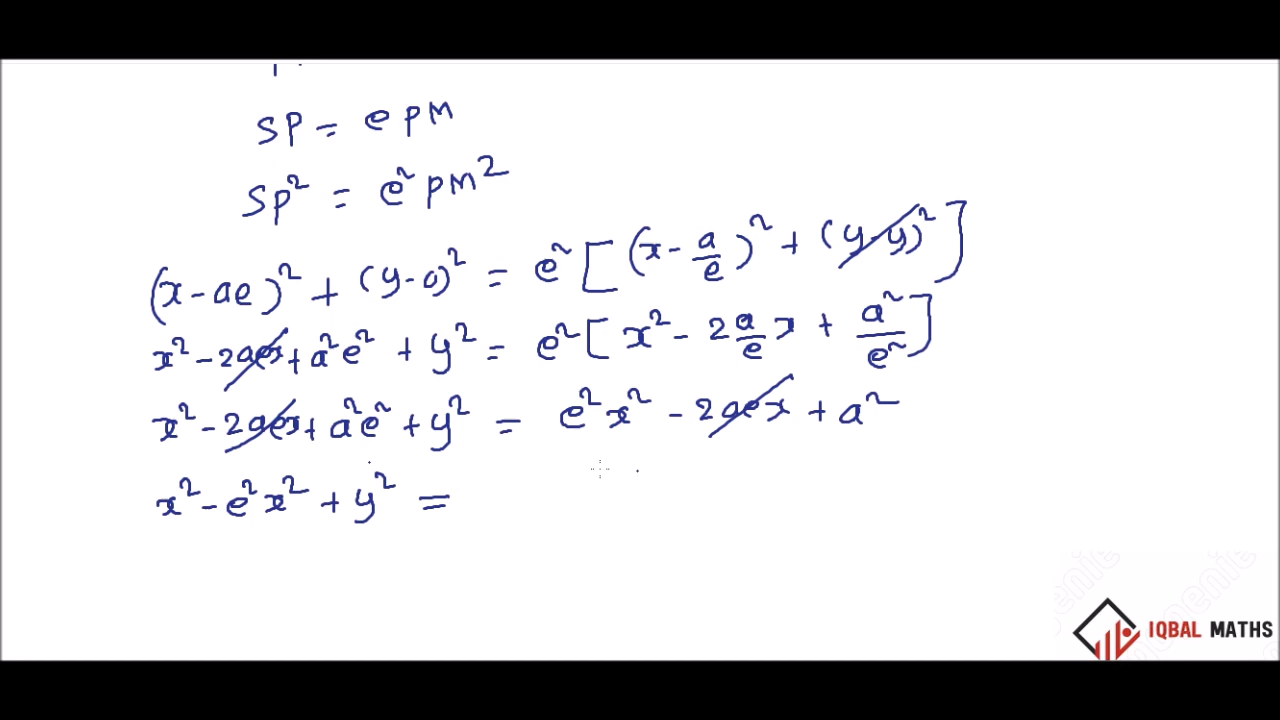 SP = e PM
SP² = e² PM²
(x - ae)² + (y - 0)² = e² [(x - a/e)² + (y - y)²]
x² - 2aex + a²e² + y² = e² [x² - 2 a/e x + a²/e²]
x² - 2aex + a²e² + y² = e²x² - 2aex + a²
x² - e²x² + y² =
IQBAL MATHS